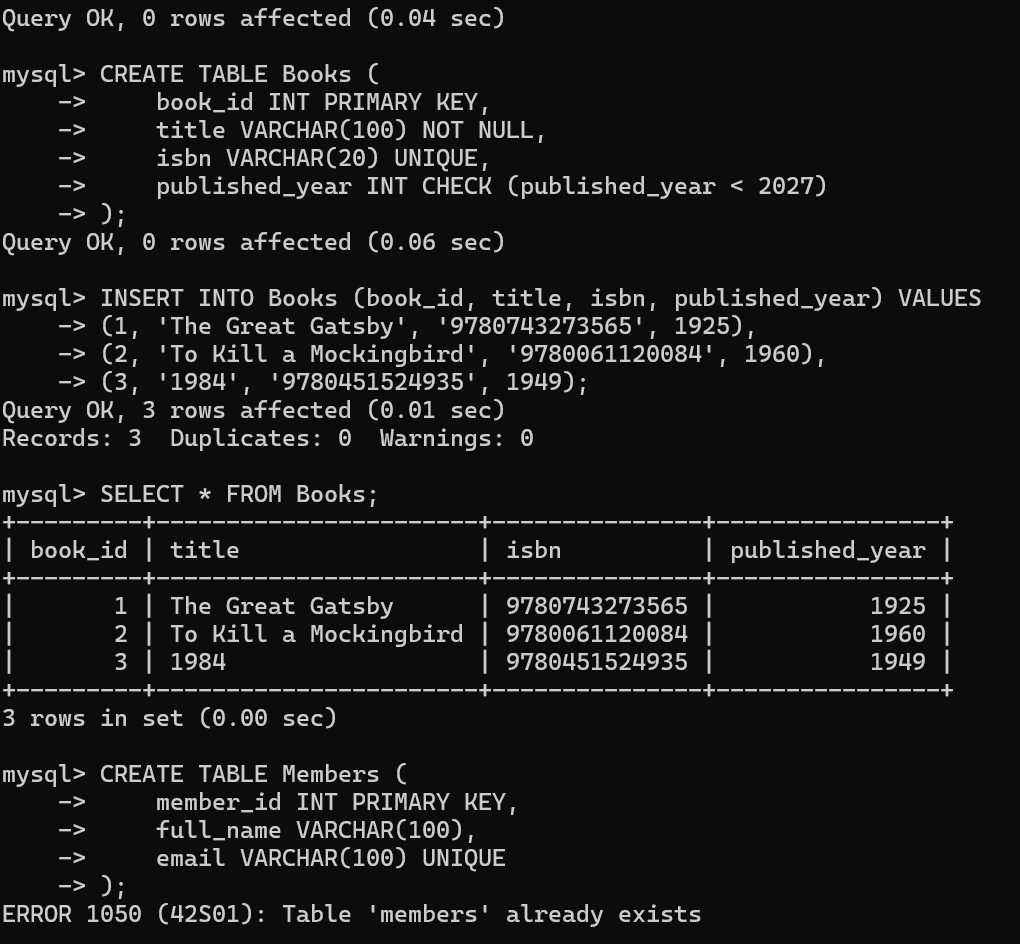 Query OK, 0 rows affected (0.04 sec)
mysql> CREATE TABLE Books (
    ->     book_id INT PRIMARY KEY,
    ->     title VARCHAR(100) NOT NULL,
    ->     isbn VARCHAR(20) UNIQUE,
    ->     published_year INT CHECK (published_year < 2027)
    -> );
Query OK, 0 rows affected (0.06 sec)
mysql> INSERT INTO Books (book_id, title, isbn, published_year) VALUES
    -> (1, 'The Great Gatsby', '9780743273565', 1925),
    -> (2, 'To Kill a Mockingbird', '9780061120084', 1960),
    -> (3, '1984', '9780451524935', 1949);
Query OK, 3 rows affected (0.01 sec)
Records: 3  Duplicates: 0  Warnings: 0
mysql> SELECT * FROM Books;
+---------+-----------------------+---------------+----------------+
| book_id | title                 | isbn          | published_year |
+---------+-----------------------+---------------+----------------+
|       1 | The Great Gatsby      | 9780743273565 |           1925 |
|       2 | To Kill a Mockingbird | 9780061120084 |           1960 |
|       3 | 1984                  | 9780451524935 |           1949 |
+---------+-----------------------+---------------+----------------+
3 rows in set (0.00 sec)
mysql> CREATE TABLE Members (
    ->     member_id INT PRIMARY KEY,
    ->     full_name VARCHAR(100),
    ->     email VARCHAR(100) UNIQUE
    -> );
ERROR 1050 (42S01): Table 'members' already exists